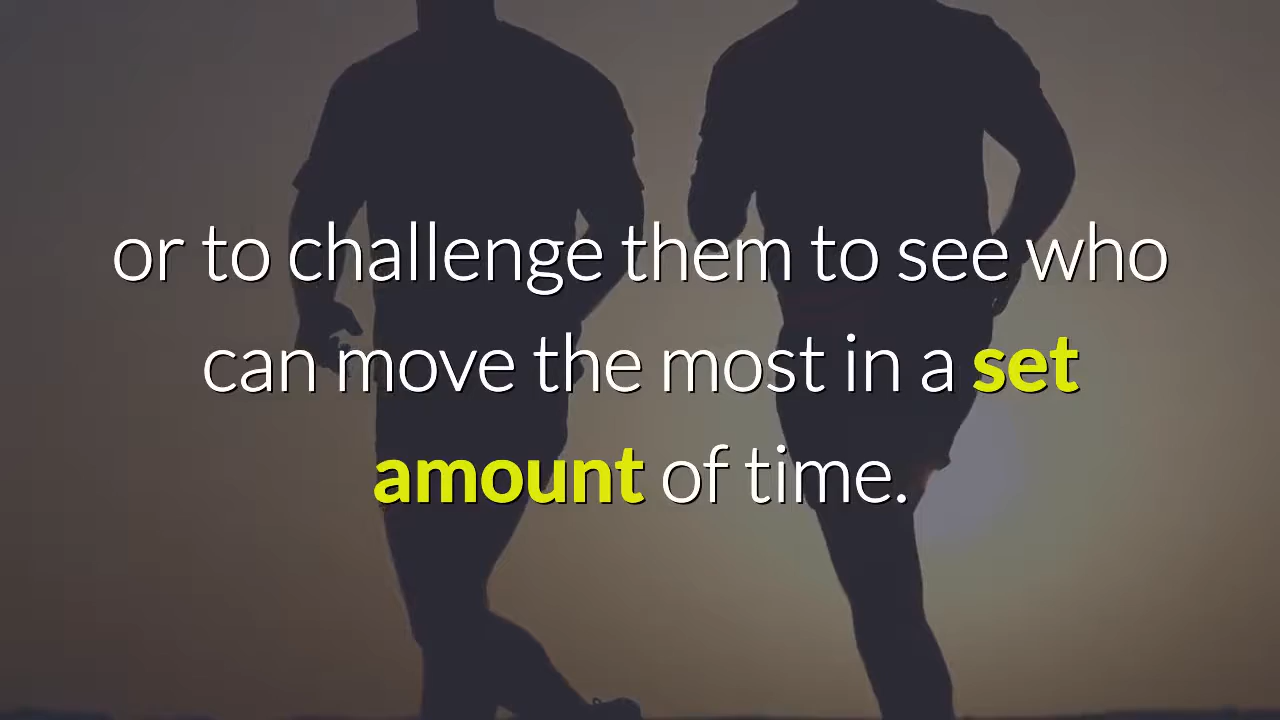 or to challenge them to see who
can move the most in a set
amount of time.